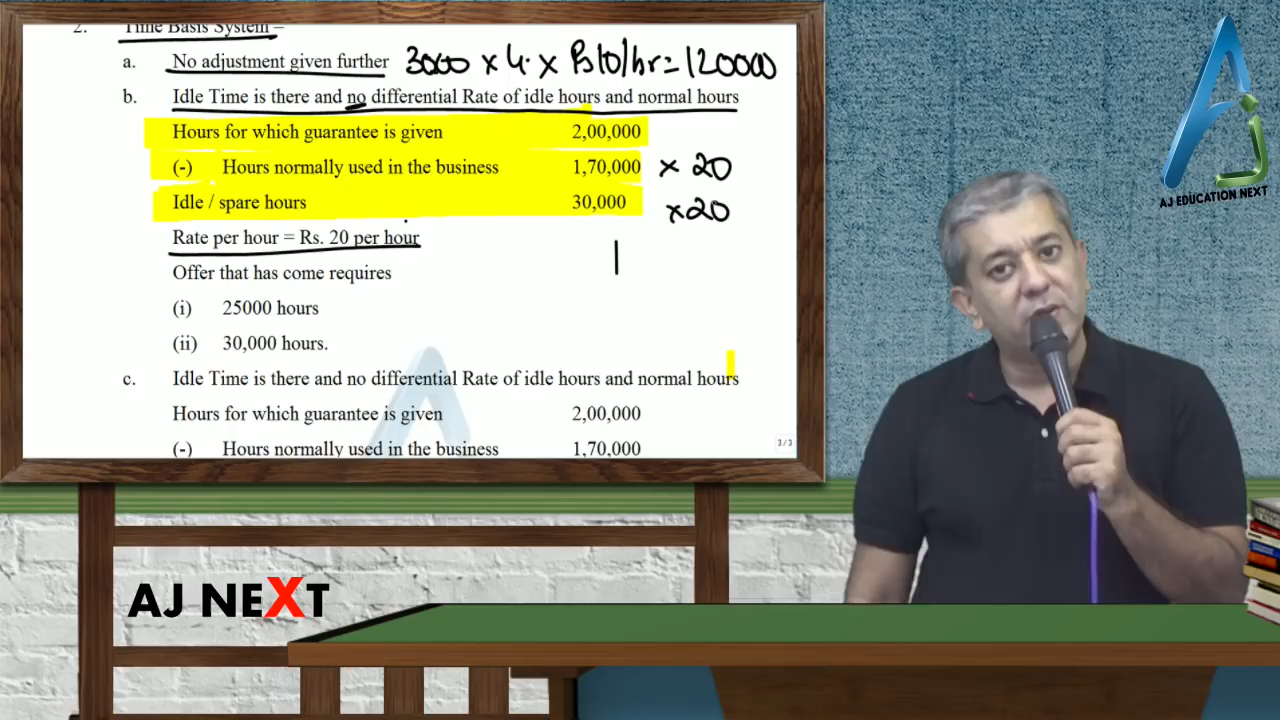 2. Time Basis System –
a. No adjustment given further 3000 x 4 x Rs10/hr = 120000
b. Idle Time is there and no differential Rate of idle hours and normal hours
Hours for which guarantee is given 2,00,000
(-) Hours normally used in the business 1,70,000 x 20
Idle / spare hours 30,000 x20
Rate per hour = Rs. 20 per hour
Offer that has come requires
(i) 25000 hours
(ii) 30,000 hours.
c. Idle Time is there and no differential Rate of idle hours and normal hours
Hours for which guarantee is given 2,00,000
(-) Hours normally used in the business 1,70,000
3/3
AJ EDUCATION NEXT
AJ NEXT